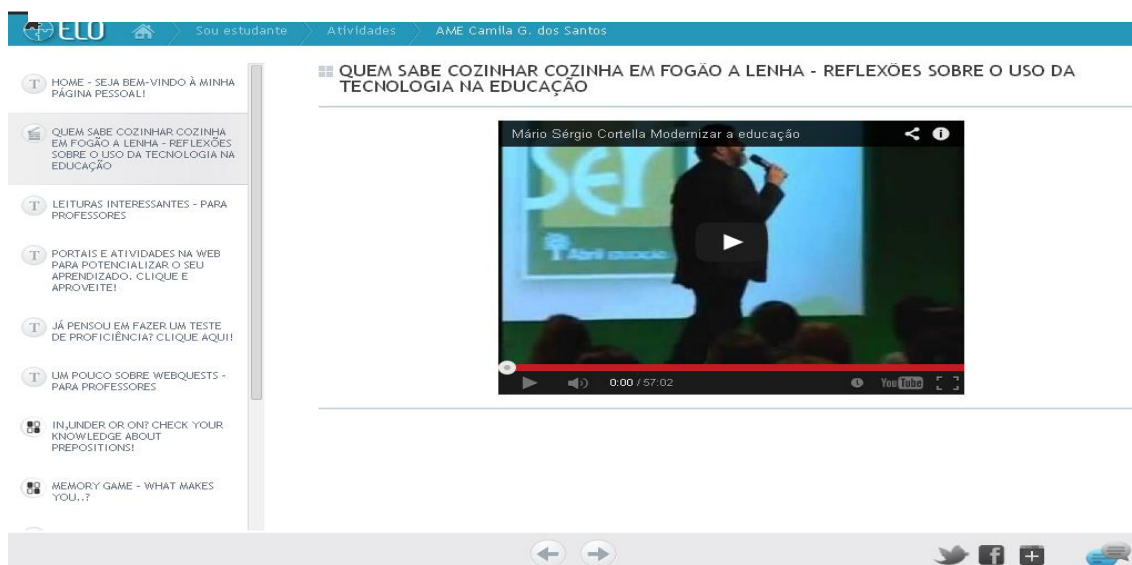 ELO
Sou estudante
Atividades
AME Camila G. dos Santos
HOME - SEJA BEM-VINDO À MINHA
PÁGINA PESSOAL!
QUEM SABE COZINHAR COZINHA
EM FOGÃO A LENHA - REFLEXÕES
SOBRE O USO DA TECNOLOGIA NA
EDUCAÇÃO
LEITURAS INTERESSANTES - PARA
PROFESSORES
PORTAIS E ATIVIDADES NA WEB
PARA POTENCIALIZAR O SEU
APRENDIZADO. CLIQUE E
APROVEITE!
JÁ PENSOU EM FAZER UM TESTE
DE PROFICIÊNCIA? CLIQUE AQUI!
UM POUCO SOBRE WEBQUESTS -
PARA PROFESSORES
IN,UNDER OR ON? CHECK YOUR
KNOWLEDGE ABOUT
PREPOSITIONS!
MEMORY GAME - WHAT MAKES
YOU..?
QUEM SABE COZINHAR COZINHA EM FOGÃO A LENHA - REFLEXÕES SOBRE O USO DA
TECNOLOGIA NA EDUCAÇÃO
Mário Sérgio Cortella Modernizar a educação
ser
Abril educação
0:00 / 57:02
YouTube